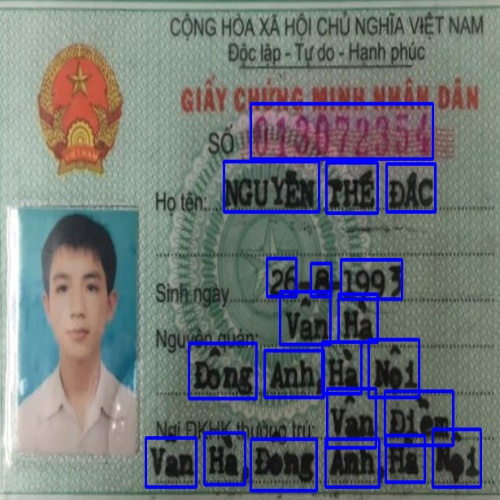 CỘNG HÒA XÃ HỘI CHỦ NGHĨA VIỆT NAM
Độc lập - Tự do - Hạnh phúc
GIẤY CHỨNG MINH NHÂN DÂN
SỐ 013072354
Họ tên: NGUYỄN THẾ ĐẮC
Sinh ngày 26-8-1993
Nguyên quán: Vân Hà
Đông Anh, Hà Nội
Nơi ĐKHK thường trú: Vân Điềm
Vân Hà, Đông Anh, Hà Nội